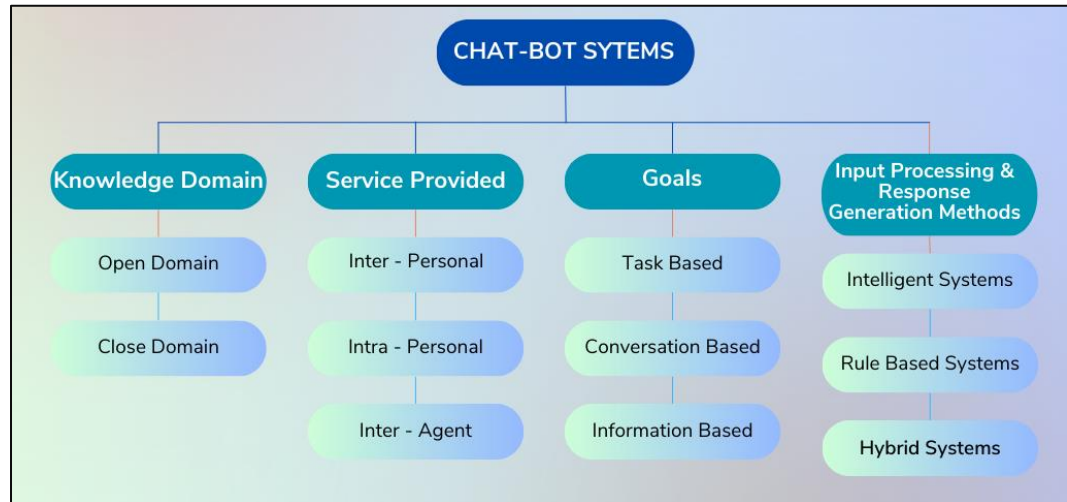 CHAT-BOT SYTEMS
Knowledge Domain
Open Domain
Close Domain
Service Provided
Inter - Personal
Intra - Personal
Inter - Agent
Goals
Task Based
Conversation Based
Information Based
Input Processing &
Response
Generation Methods
Intelligent Systems
Rule Based Systems
Hybrid Systems